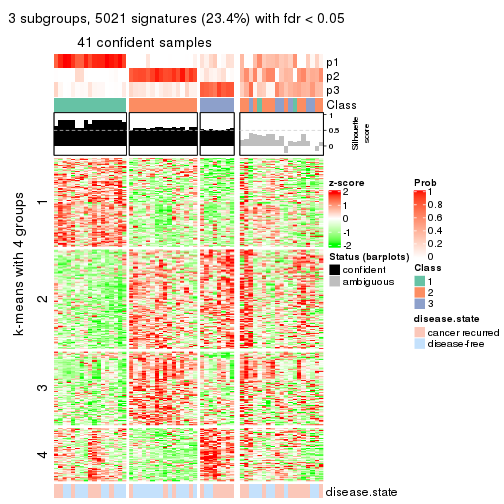 3 subgroups, 5021 signatures (23.4%) with fdr < 0.05
41 confident samples
p1
p2
p3
Class
1
0.5
0
Silhouette
score
k-means with 4 groups
1
2
3
4
disease.state
z-score
2
1
0
-1
-2
Status (barplots)
confident
ambiguous
Prob
1
0.8
0.6
0.4
0.2
0
Class
1
2
3
disease.state
cancer recurred
disease-free